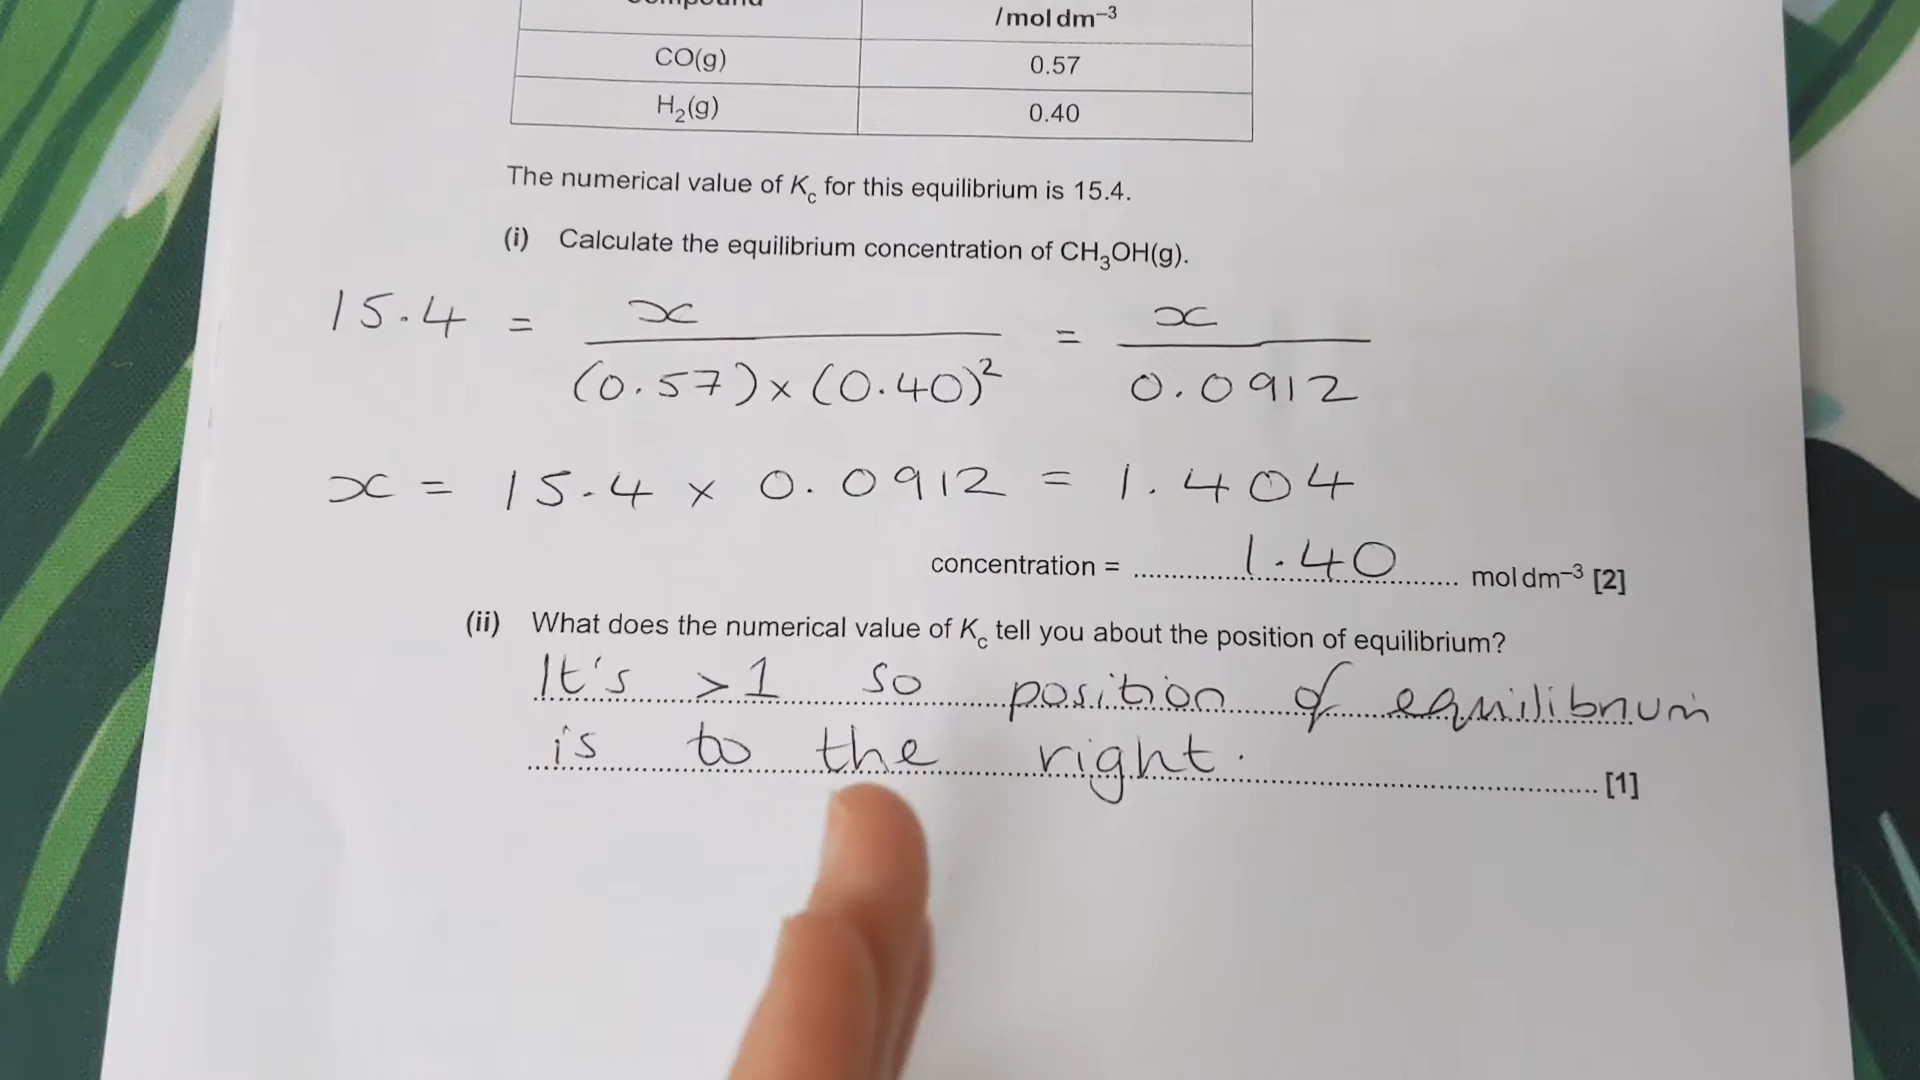 /mol dm⁻³
CO(g) 0.57
H₂(g) 0.40
The numerical value of K꜀ for this equilibrium is 15.4.
(i) Calculate the equilibrium concentration of CH₃OH(g).
15.4 = x / (0.57) × (0.40)² = x / 0.0912
x = 15.4 × 0.0912 = 1.404
concentration = 1.40 mol dm⁻³ [2]
(ii) What does the numerical value of K꜀ tell you about the position of equilibrium?
It's >1 so position of equilibrium
is to the right. [1]